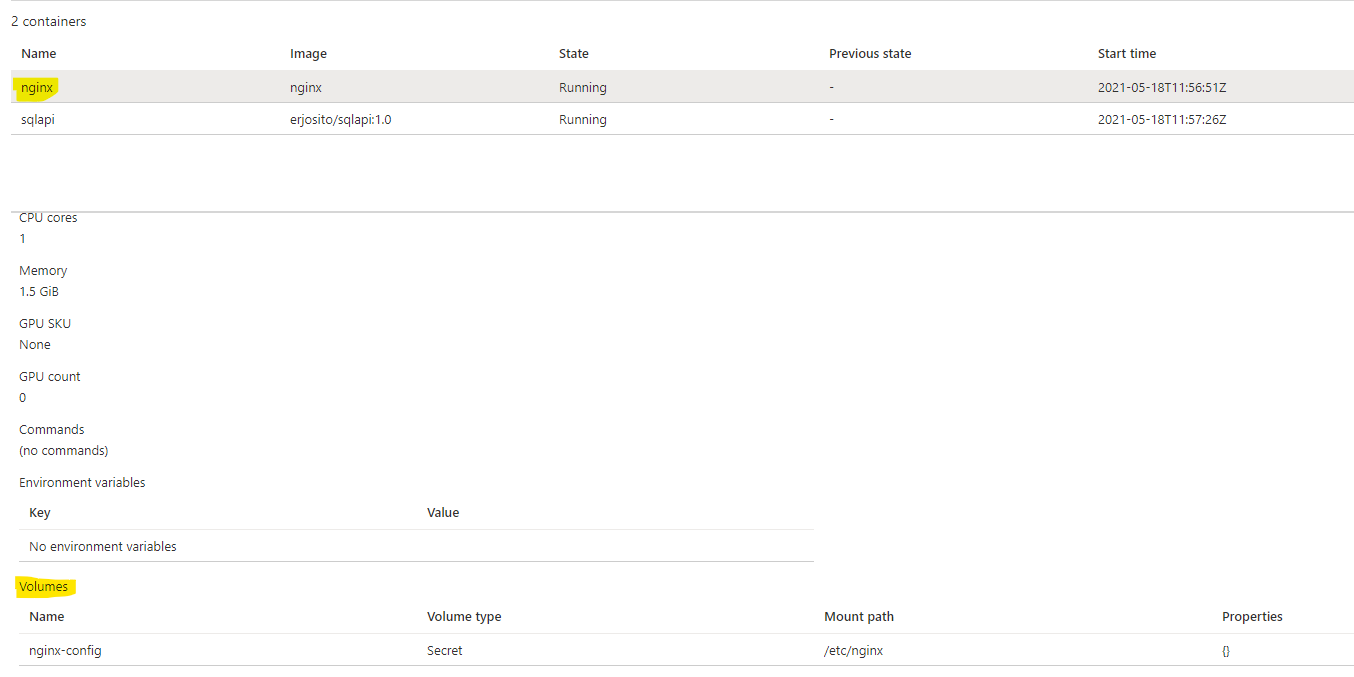 2 containers
Name Image State Previous state Start time
nginx nginx Running - 2021-05-18T11:56:51Z
sqlapi erjosito/sqlapi:1.0 Running - 2021-05-18T11:57:26Z
CPU cores
1
Memory
1.5 GiB
GPU SKU
None
GPU count
0
Commands
(no commands)
Environment variables
Key Value
No environment variables
Volumes
Name Volume type Mount path Properties
nginx-config Secret /etc/nginx {}